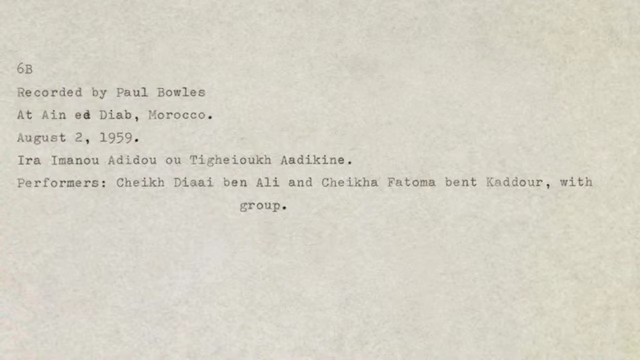 6B
Recorded by Paul Bowles
At Ain ed Diab, Morocco.
August 2, 1959.
Ira Imanou Adidou ou Tigheioukh Aadikine.
Performers: Cheikh Diaai ben Ali and Cheikha Fatoma bent Kaddour, with
group.